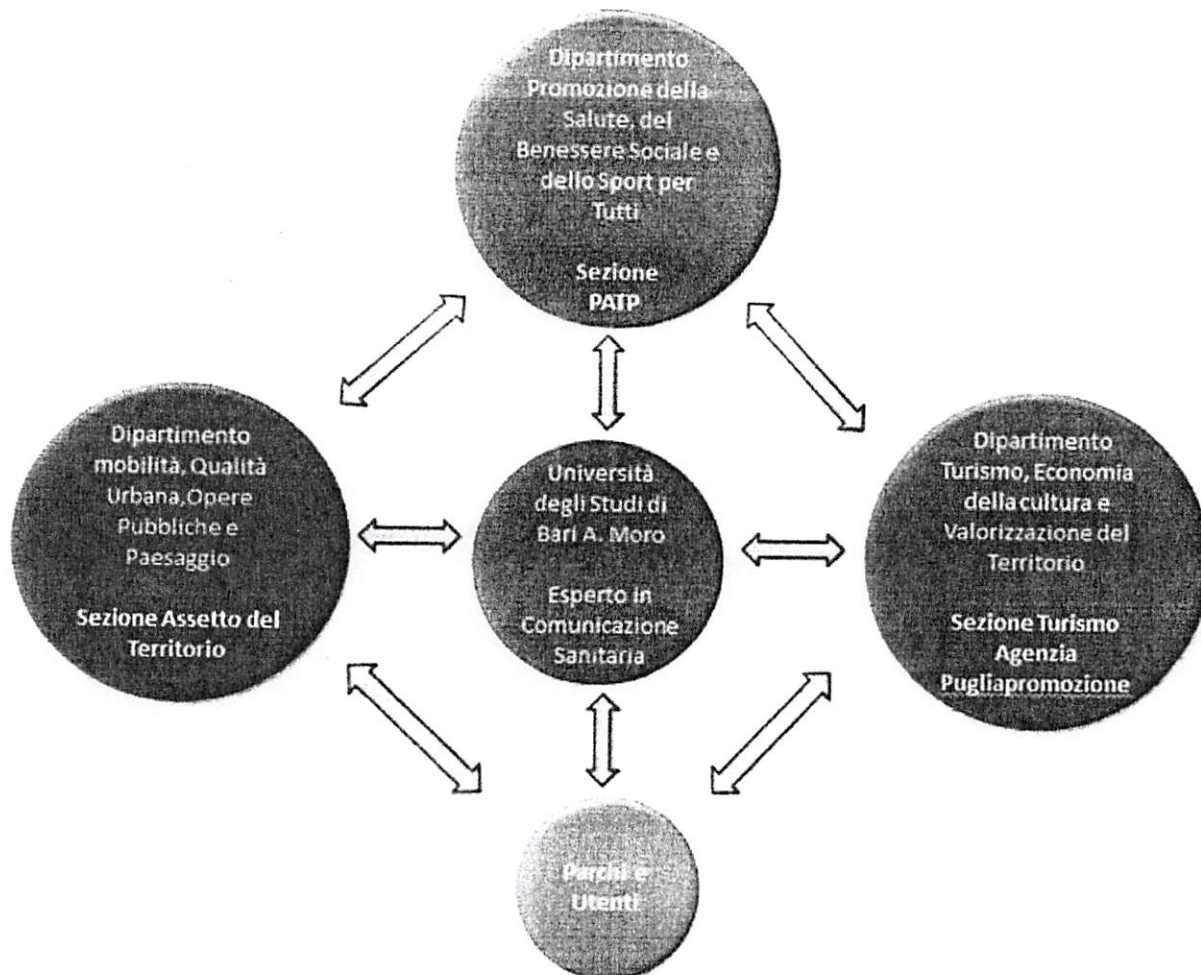 Dipartimento
Promozione della
Salute, del
Benessere Sociale e
dello Sport per
Tutti
Sezione
PATP
Dipartimento
mobilità, Qualità
Urbana,Opere
Pubbliche e
Paesaggio
Sezione Assetto del
Territorio
Università
degli Studi di
Bari A. Moro
Esperto in
Comunicazione
Sanitaria
Dipartimento
Turismo, Economia
della cultura e
Valorizzazione del
Territorio
Sezione Turismo
Agenzia
Pugliapromozione
Parchi e
Utenti